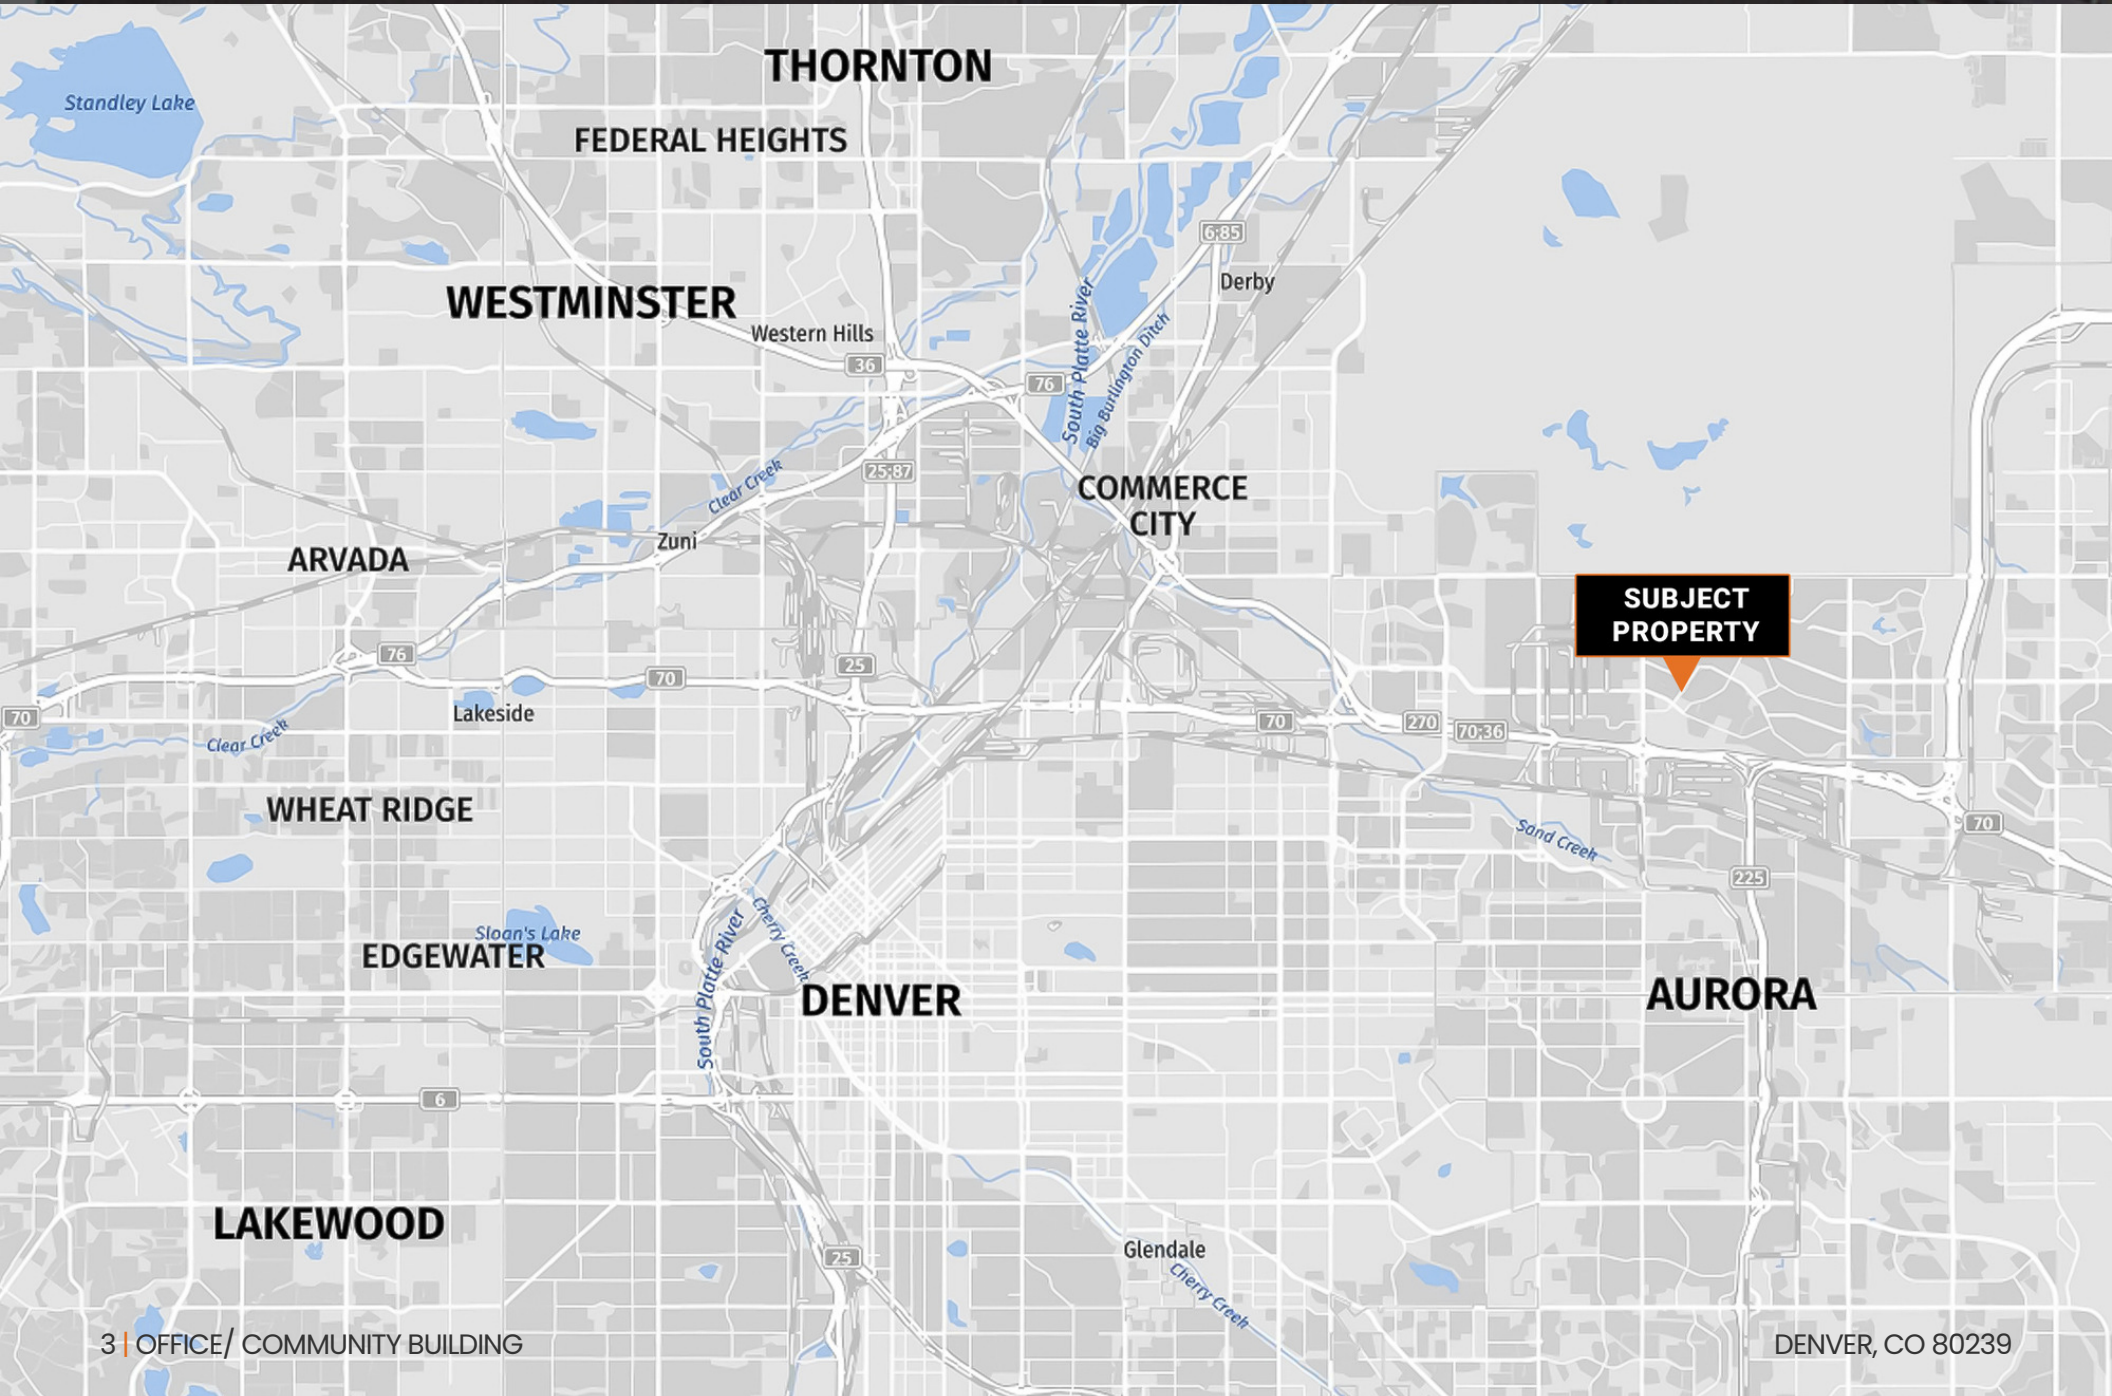 THORNTON
Standley Lake
FEDERAL HEIGHTS
6;85
Derby
WESTMINSTER
Western Hills
36
76
South Platte River
Big Burlington Ditch
25;87
Clear Creek
COMMERCE
CITY
Zuni
ARVADA
SUBJECT
PROPERTY
76
25
70
70
Lakeside
70
270
70;36
Clear Creek
WHEAT RIDGE
Sand Creek
70
225
Sloan's Lake
EDGEWATER
Cherry Creek
South Platte River
DENVER
AURORA
6
LAKEWOOD
25
Glendale
Cherry Creek
3 | OFFICE/ COMMUNITY BUILDING
DENVER, CO 80239